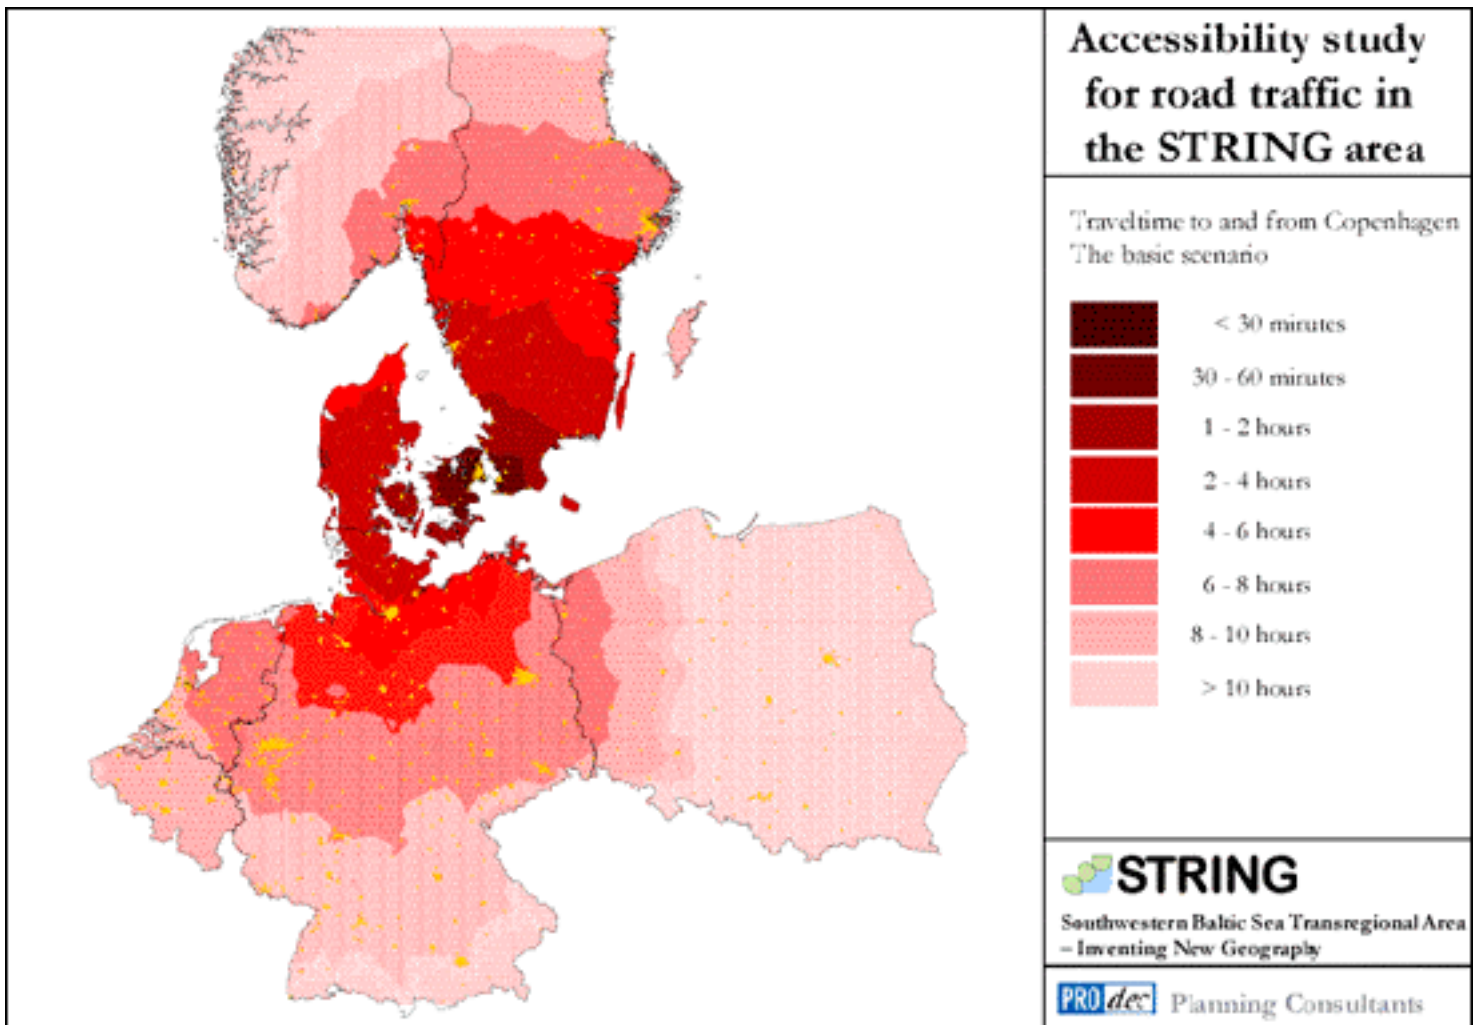 Accessibility study
for road traffic in
the STRING area
Traveltime to and from Copenhagen
The basic scenario
< 30 minutes
30 - 60 minutes
1 - 2 hours
2 - 4 hours
4 - 6 hours
6 - 8 hours
8 - 10 hours
> 10 hours
STRING
Southwestern Baltic Sea Transregional Area
– Inventing New Geography
PRO dec Planning Consultants